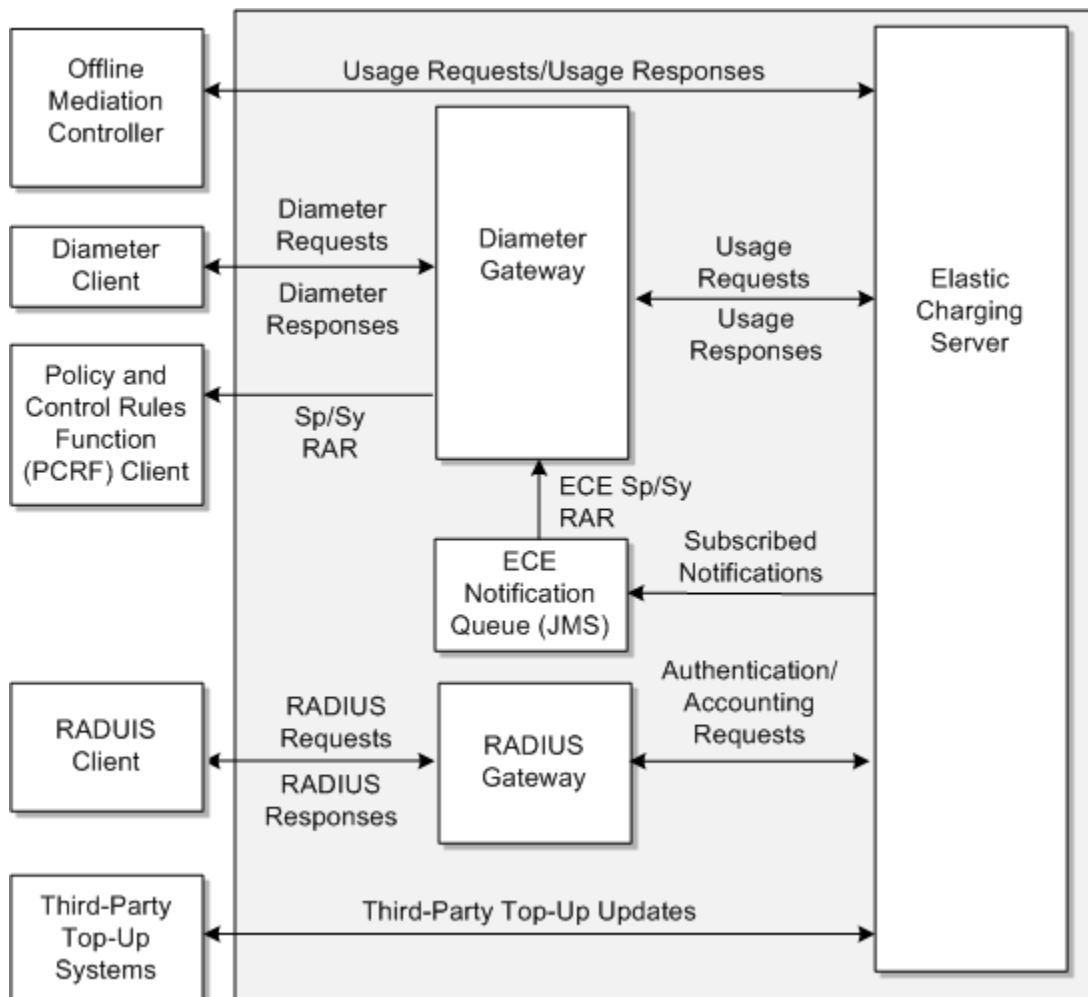 Offline
Mediation
Controller
Usage Requests/Usage Responses
Diameter
Client
Diameter
Requests
Diameter
Responses
Diameter
Gateway
Usage
Requests
Usage
Responses
Elastic
Charging
Server
Policy and
Control Rules
Function
(PCRF) Client
Sp/Sy
RAR
ECE Sp/Sy
RAR
ECE
Notification
Queue (JMS)
Subscribed
Notifications
RADUIS
Client
RADIUS
Requests
RADIUS
Responses
RADIUS
Gateway
Authentication/
Accounting
Requests
Third-Party
Top-Up
Systems
Third-Party Top-Up Updates